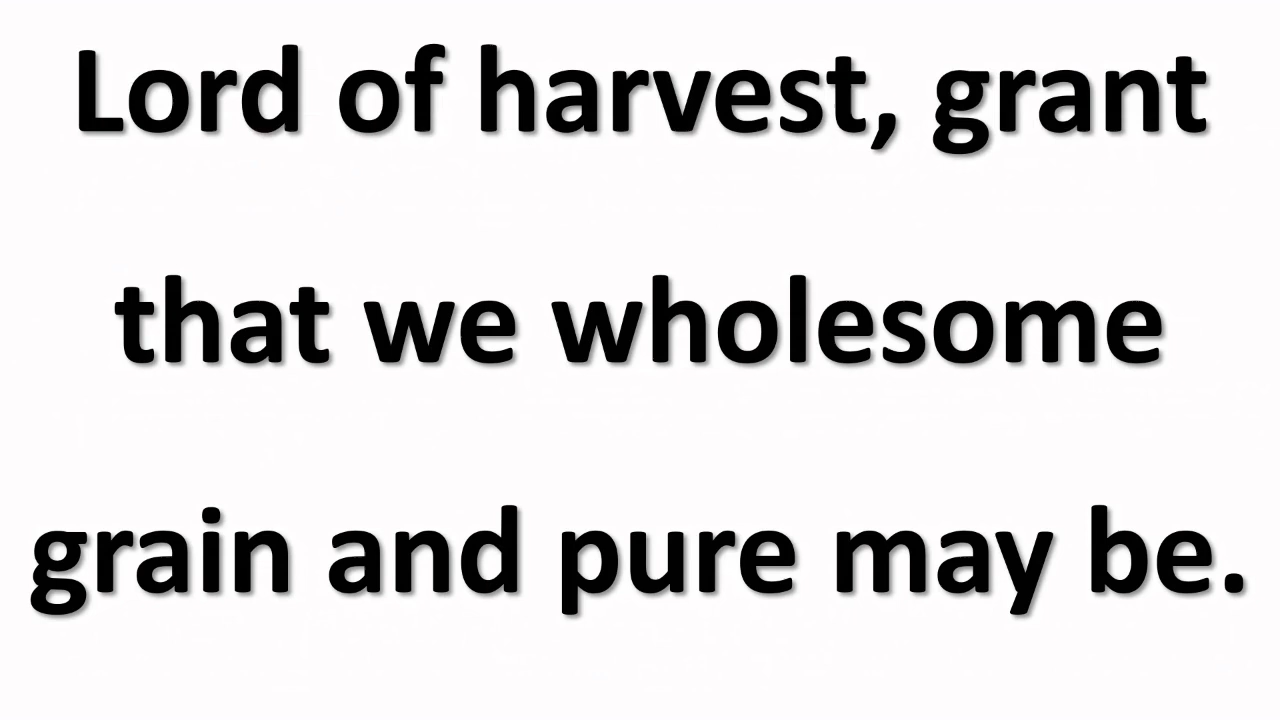 Lord of harvest, grant
that we wholesome
grain and pure may be.